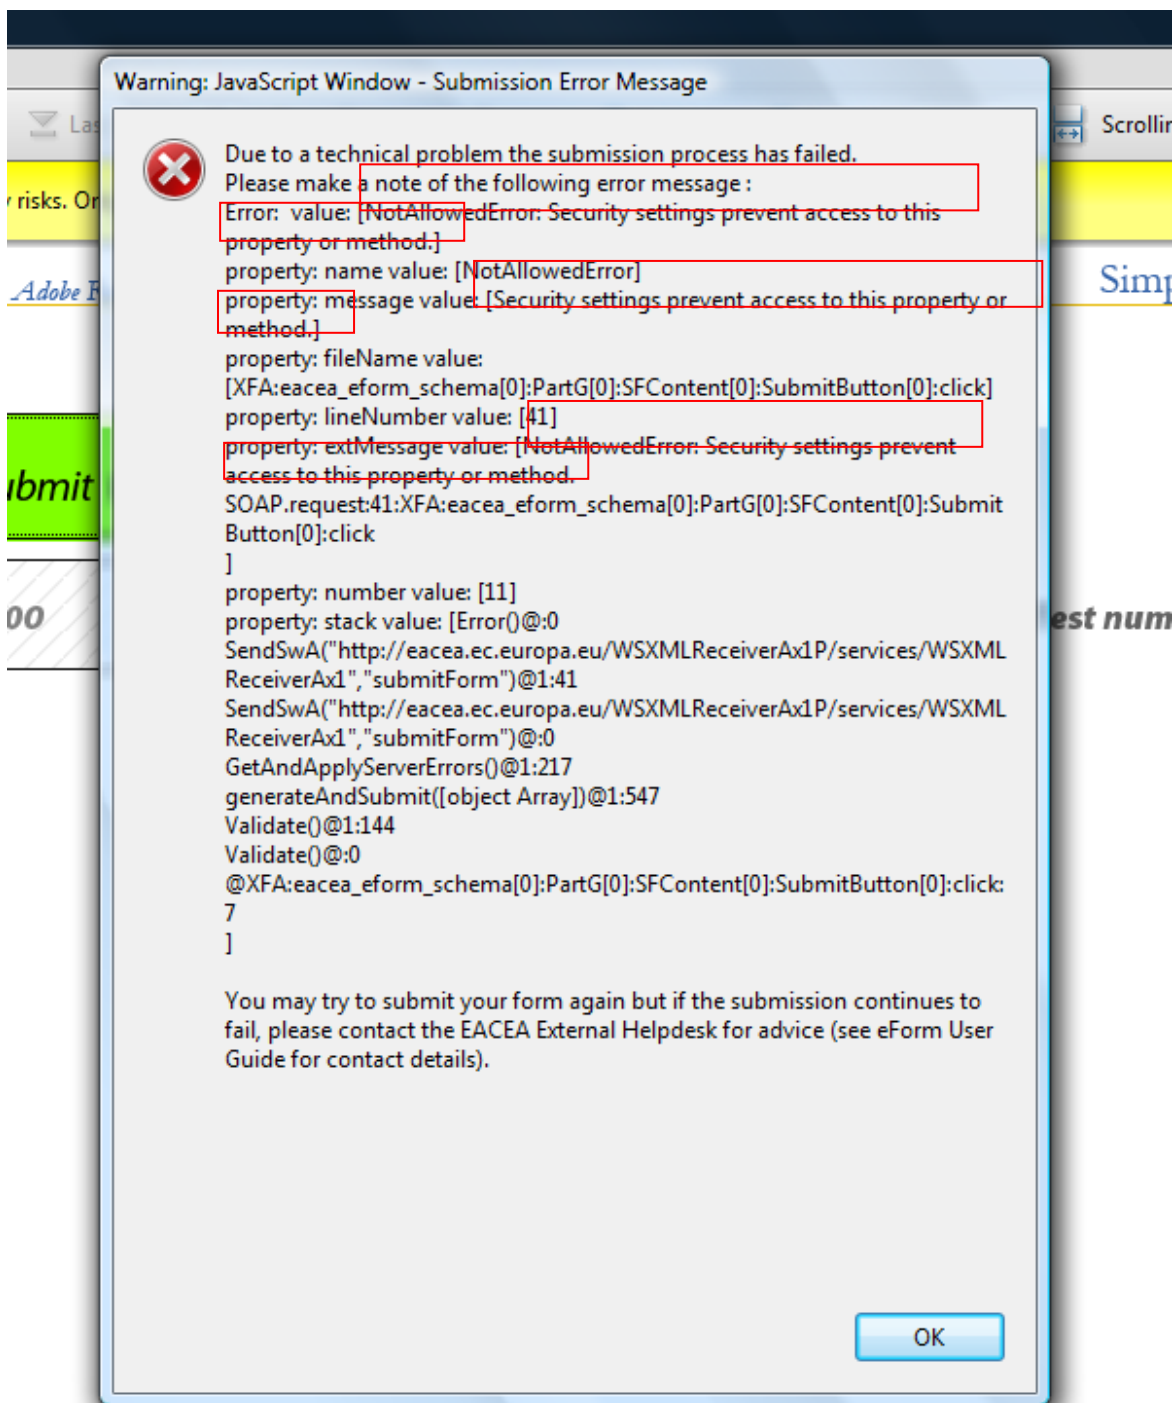 Warning: JavaScript Window - Submission Error Message
Las
Scrollin
Due to a technical problem the submission process has failed.
Please make a note of the following error message :
risks. Or
Error:  value: [NotAllowedError: Security settings prevent access to this
property or method.]
property: name value: [NotAllowedError]
Adobe
Simp
property: message value: [Security settings prevent access to this property or
method.]
property: fileName value:
[XFA:eacea_eform_schema[0]:PartG[0]:SFContent[0]:SubmitButton[0]:click]
property: lineNumber value: [41]
property: extMessage value: [NotAllowedError: Security settings prevent
access to this property or method.
ubmit
SOAP.request:41:XFA:eacea_eform_schema[0]:PartG[0]:SFContent[0]:Submit
Button[0]:click
]
property: number value: [11]
00
est num
property: stack value: [Error()@:0
SendSwA("http://eacea.ec.europa.eu/WSXMLReceiverAx1P/services/WSXML
ReceiverAx1","submitForm")@1:41
SendSwA("http://eacea.ec.europa.eu/WSXMLReceiverAx1P/services/WSXML
ReceiverAx1","submitForm")@:0
GetAndApplyServerErrors()@1:217
generateAndSubmit([object Array])@1:547
Validate()@1:144
Validate()@:0
@XFA:eacea_eform_schema[0]:PartG[0]:SFContent[0]:SubmitButton[0]:click:
7
]
You may try to submit your form again but if the submission continues to
fail, please contact the EACEA External Helpdesk for advice (see eForm User
Guide for contact details).
OK